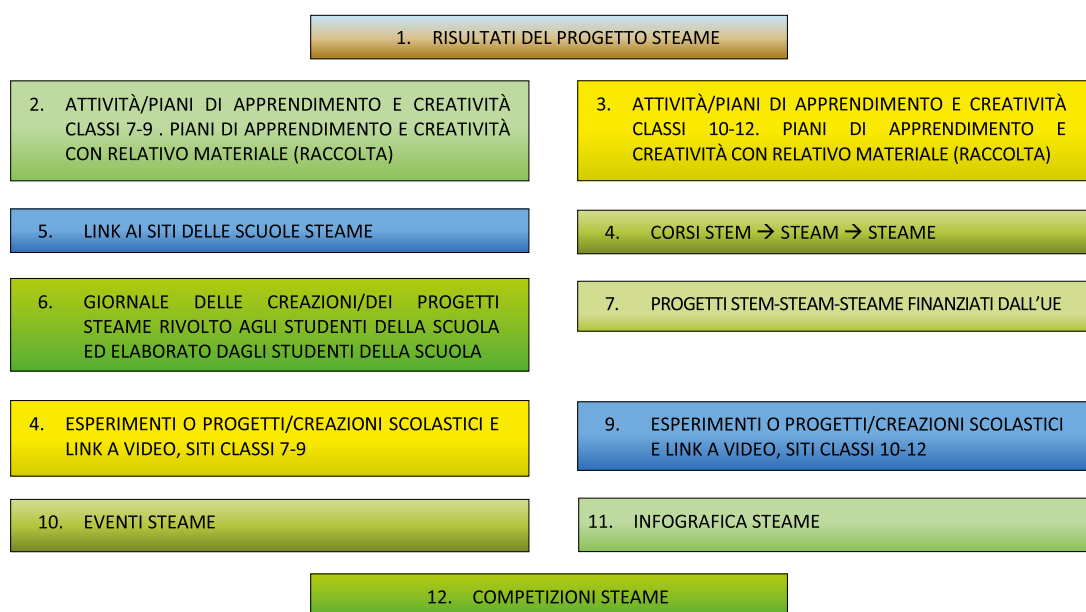 1. RISULTATI DEL PROGETTO STEAME
2. ATTIVITÀ/PIANI DI APPRENDIMENTO E CREATIVITÀ
CLASSI 7-9 . PIANI DI APPRENDIMENTO E CREATIVITÀ
CON RELATIVO MATERIALE (RACCOLTA)
3. ATTIVITÀ/PIANI DI APPRENDIMENTO E CREATIVITÀ
CLASSI 10-12. PIANI DI APPRENDIMENTO E
CREATIVITÀ CON RELATIVO MATERIALE (RACCOLTA)
5. LINK AI SITI DELLE SCUOLE STEAME
4. CORSI STEM → STEAM → STEAME
6. GIORNALE DELLE CREAZIONI/DEI PROGETTI
STEAME RIVOLTO AGLI STUDENTI DELLA SCUOLA
ED ELABORATO DAGLI STUDENTI DELLA SCUOLA
7. PROGETTI STEM-STEAM-STEAME FINANZIATI DALL'UE
4. ESPERIMENTI O PROGETTI/CREAZIONI SCOLASTICI E
LINK A VIDEO, SITI CLASSI 7-9
9. ESPERIMENTI O PROGETTI/CREAZIONI SCOLASTICI
E LINK A VIDEO, SITI CLASSI 10-12
10. EVENTI STEAME
11. INFOGRAFICA STEAME
12. COMPETIZIONI STEAME